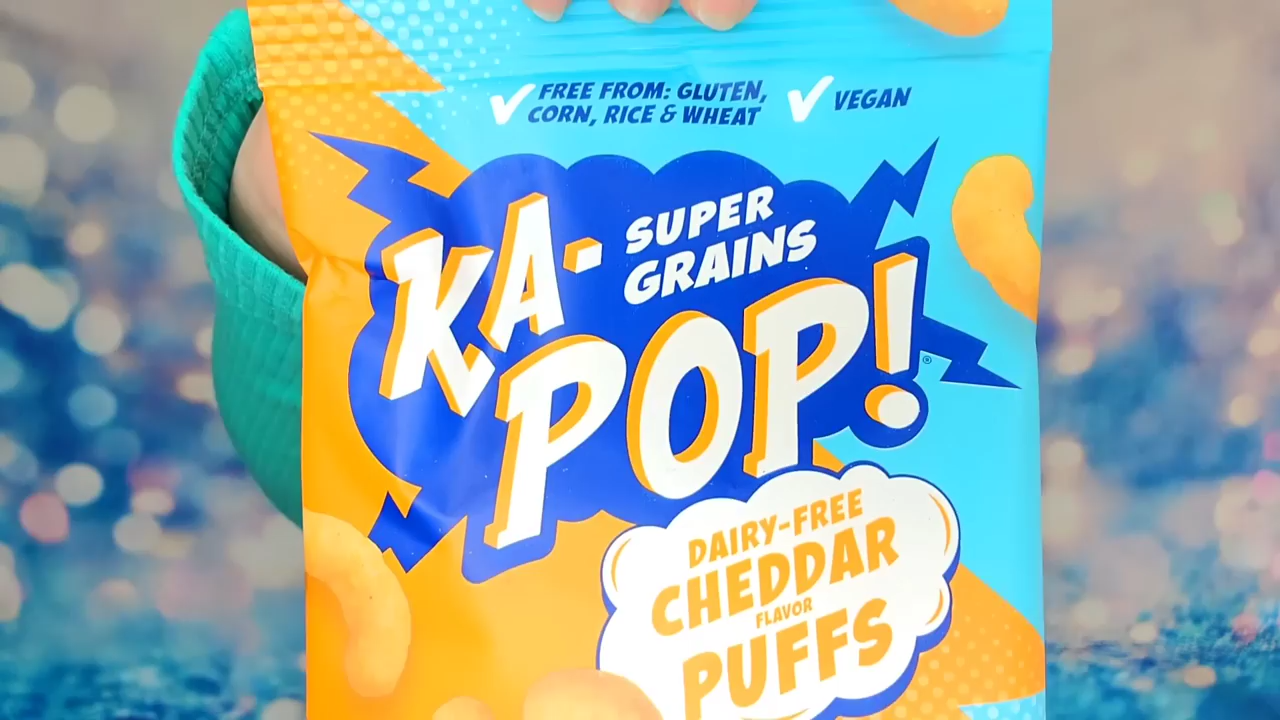 FREE FROM: GLUTEN,
CORN, RICE & WHEAT
VEGAN
KA-
SUPER
GRAINS
POP!
®
DAIRY-FREE
CHEDDAR
FLAVOR
PUFFS